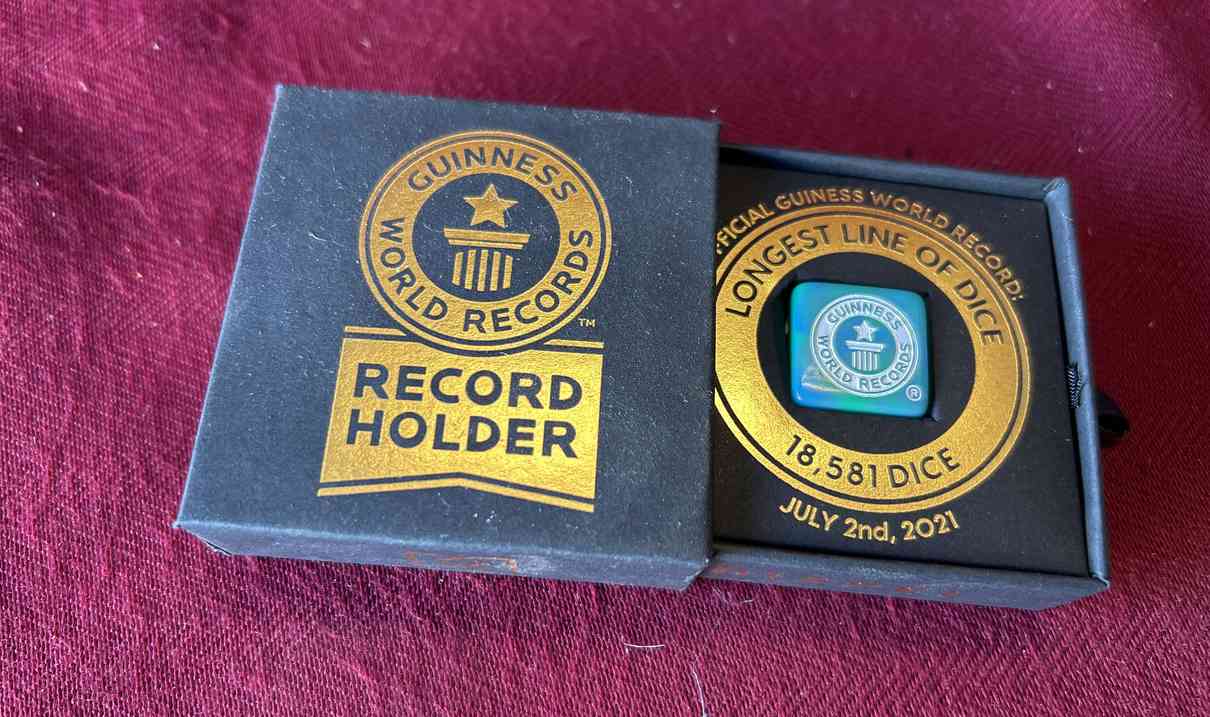 GUINNESS
WORLD RECORDS
™
RECORD
HOLDER
FFICIAL GUINESS WORLD RECORD:
LONGEST LINE OF DICE
GUINNESS
WORLD RECORDS
®
18,581 DICE
JULY 2nd, 2021